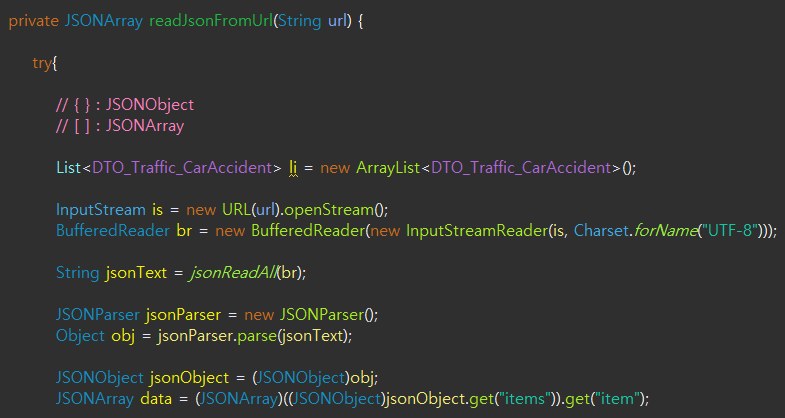 private JSONArray readJsonFromUrl(String url) {
try{
// { } : JSONObject
// [ ] : JSONArray
List<DTO_Traffic_CarAccident> li = new ArrayList<DTO_Traffic_CarAccident>();
InputStream is = new URL(url).openStream();
BufferedReader br = new BufferedReader(new InputStreamReader(is, Charset.forName("UTF-8")));
String jsonText = jsonReadAll(br);
JSONParser jsonParser = new JSONParser();
Object obj = jsonParser.parse(jsonText);
JSONObject jsonObject = (JSONObject)obj;
JSONArray data = (JSONArray)((JSONObject)jsonObject.get("items")).get("item");